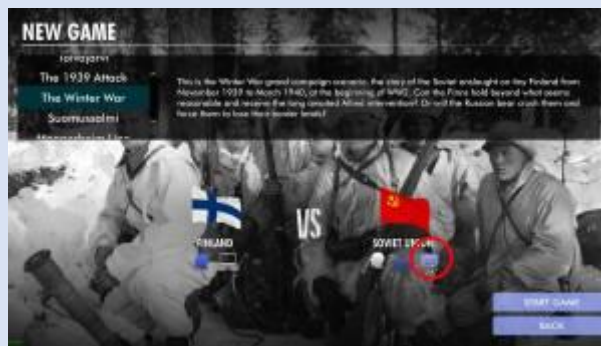 NEW GAME
Tolvajärvi
The 1939 Attack
The Winter War
Suomussalmi
Mannerheim Line
This is the Winter War grand campaign scenario: the story of the Soviet onslaught on tiny Finland from
November 1939 to March 1940, at the beginning of WW2. Can the Finns hold beyond what seems
reasonable and receive the long awaited Allied intervention? Or will the Russian bear crush them and
force them to lose their border lands?
VS
FINLAND
SOVIET UNION
START GAME
BACK